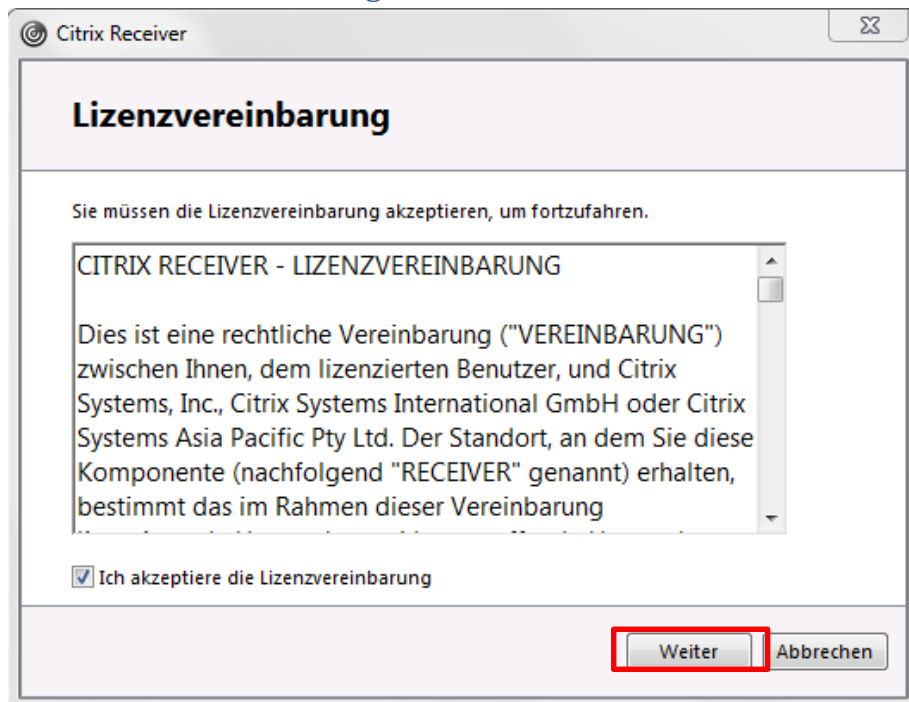 Citrix Receiver
Lizenzvereinbarung
Sie müssen die Lizenzvereinbarung akzeptieren, um fortzufahren.
CITRIX RECEIVER - LIZENZVEREINBARUNG
Dies ist eine rechtliche Vereinbarung ("VEREINBARUNG")
zwischen Ihnen, dem lizenzierten Benutzer, und Citrix
Systems, Inc., Citrix Systems International GmbH oder Citrix
Systems Asia Pacific Pty Ltd. Der Standort, an dem Sie diese
Komponente (nachfolgend "RECEIVER" genannt) erhalten,
bestimmt das im Rahmen dieser Vereinbarung
Ich akzeptiere die Lizenzvereinbarung
Weiter Abbrechen